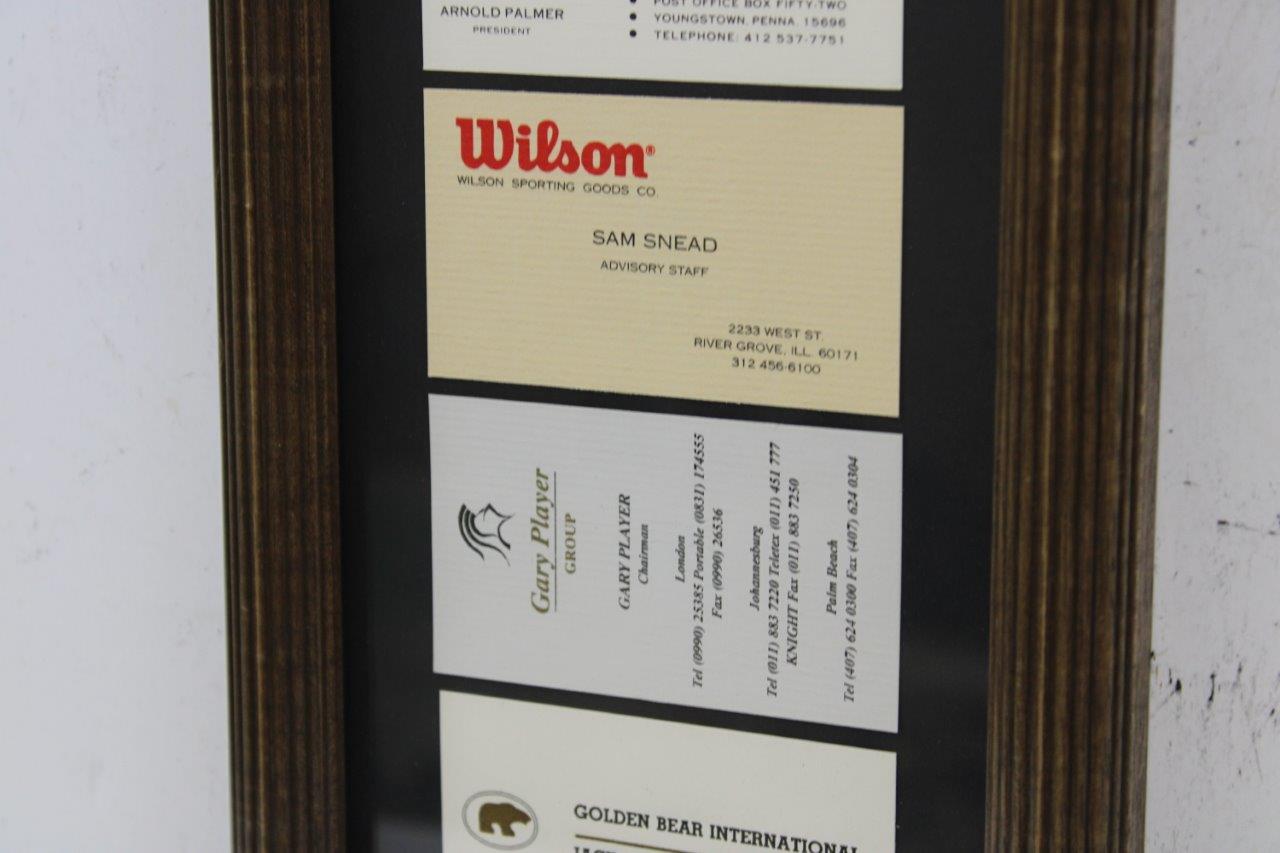 ARNOLD PALMER
PRESIDENT
• POST OFFICE BOX FIFTY-TWO
• YOUNGSTOWN, PENNA. 15696
• TELEPHONE: 412 537-7751
Wilson®
WILSON SPORTING GOODS CO.
SAM SNEAD
ADVISORY STAFF
2233 WEST ST.
RIVER GROVE, ILL. 60171
312 456-6100
Gary Player
GROUP
GARY PLAYER
Chairman
London
Tel (0990) 25385 Portable (0831) 174555
Fax (0990) 26536
Johannesburg
Tel (011) 883 7220 Teletex (011) 451 777
KNIGHT Fax (011) 883 7250
Palm Beach
Tel (407) 624 0300 Fax (407) 624 0304
GOLDEN BEAR INTERNATIONAL